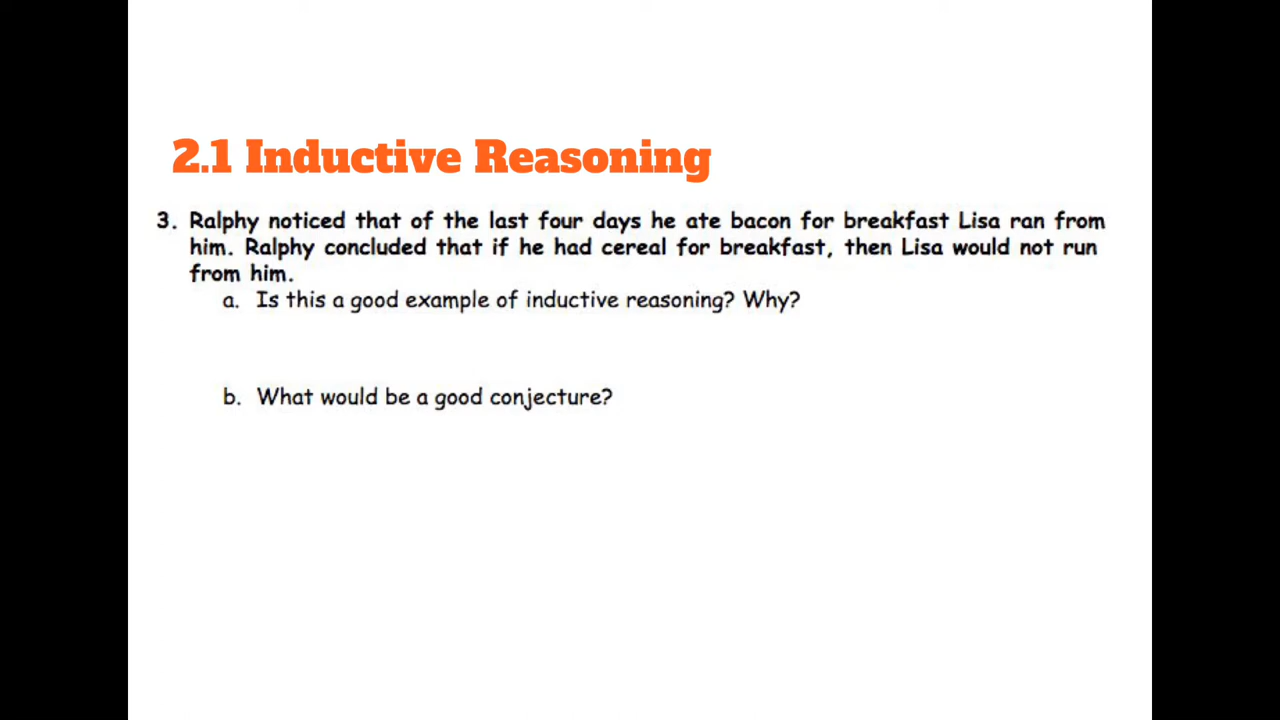 2.1 Inductive Reasoning
3. Ralphy noticed that of the last four days he ate bacon for breakfast Lisa ran from
him. Ralphy concluded that if he had cereal for breakfast, then Lisa would not run
from him.
a. Is this a good example of inductive reasoning? Why?
b. What would be a good conjecture?